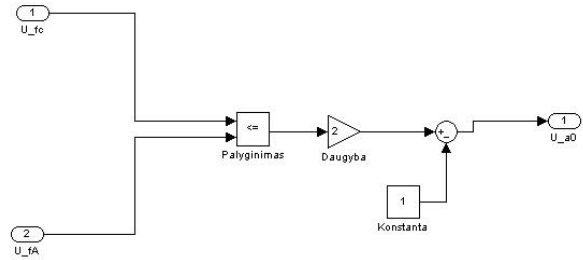 1
U_fc
<=
Palyginimas
2
Daugyba
+
-
1
U_a0
1
Konstanta
2
U_fA